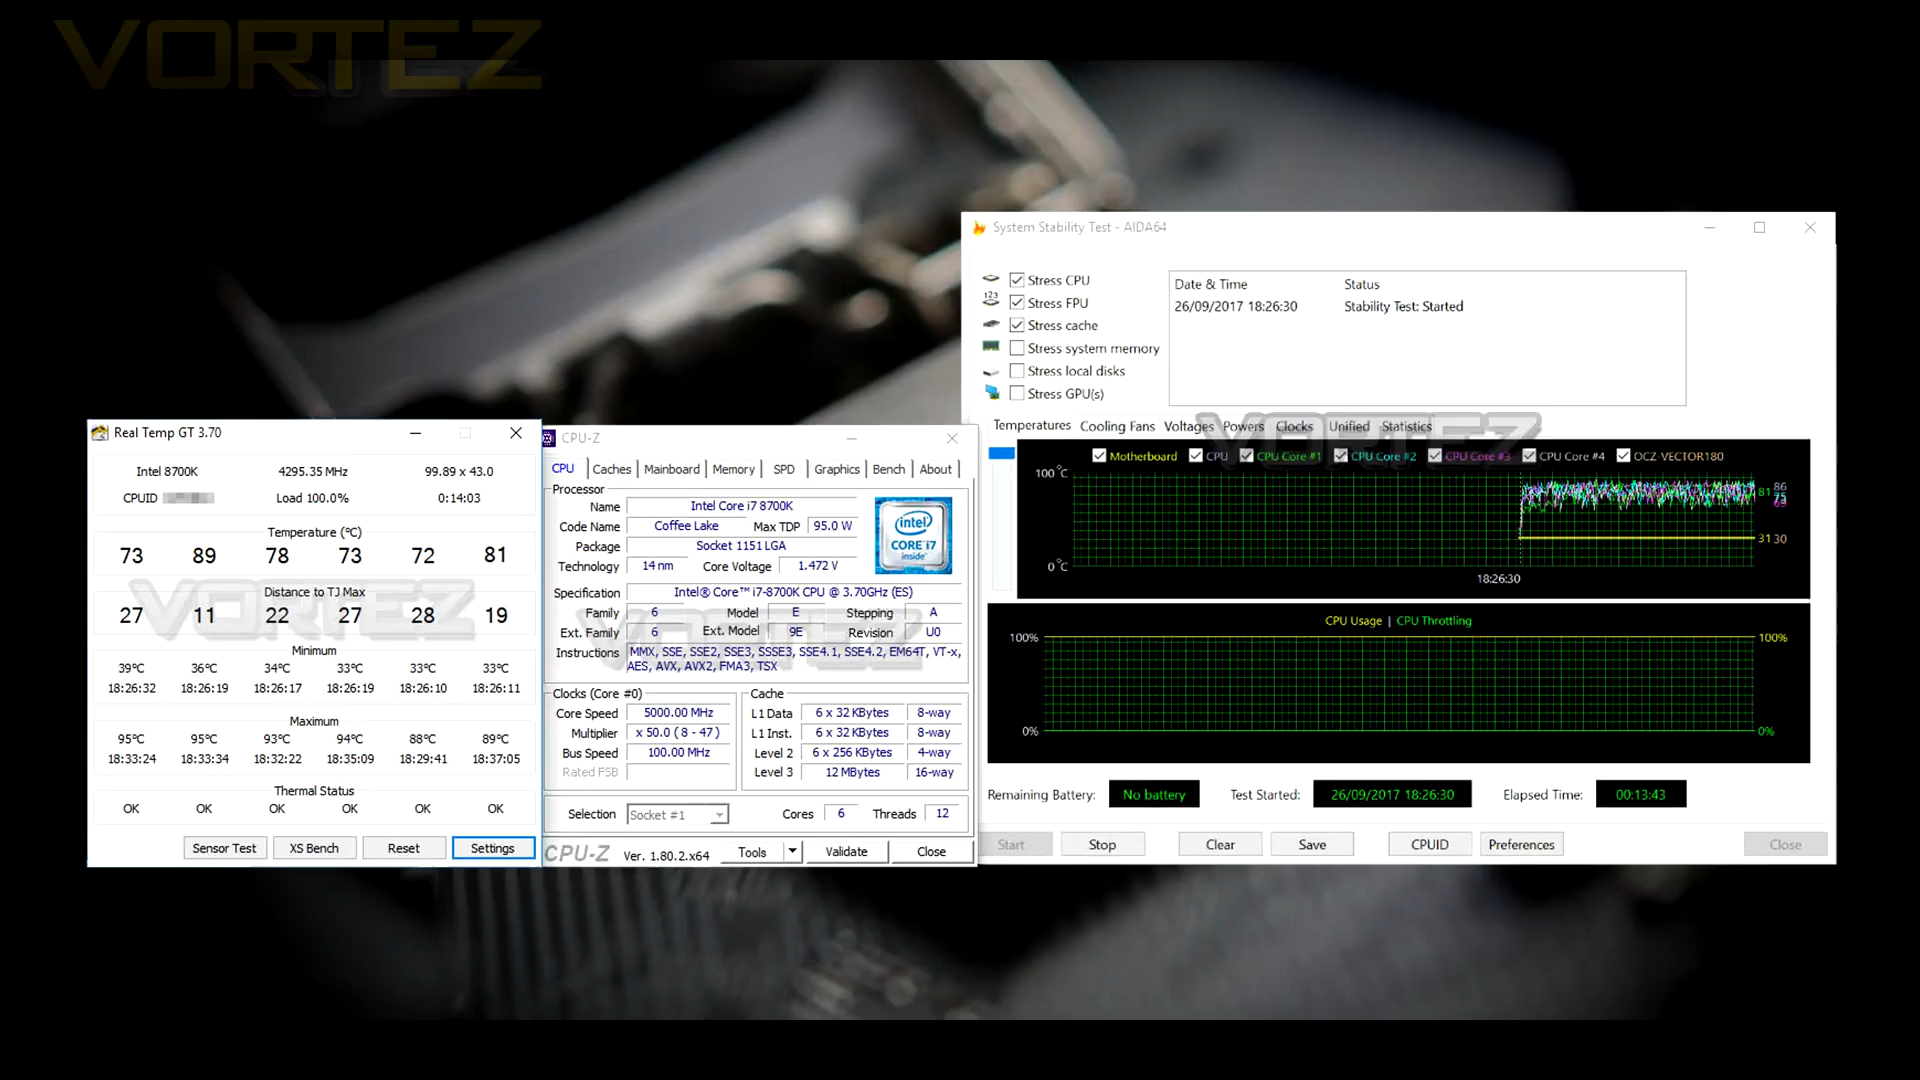 VORTEZ
System Stability Test - AIDA64
Stress CPU
Stress FPU
Stress cache
Stress system memory
Stress local disks
Stress GPU(s)
Date & Time Status
26/09/2017 18:26:30 Stability Test: Started
Temperatures Cooling Fans Voltages Powers Clocks Unified Statistics
VORTEZ
Motherboard CPU CPU Core #1 CPU Core #2 CPU Core #3 CPU Core #4 OCZ-VECTOR180
100°C
81 86
75
69
31 30
0°C
18:26:30
CPU Usage | CPU Throttling
100% 100%
0% 0%
Remaining Battery: No battery Test Started: 26/09/2017 18:26:30 Elapsed Time: 00:13:43
Start Stop Clear Save CPUID Preferences Close
Real Temp GT 3.70
Intel 8700K 4295.35 MHz 99.89 x 43.0
CPUID Load 100.0% 0:14:03
Temperature (°C)
73 89 78 73 72 81
Distance to TJ Max
27 11 22 27 28 19
VORTEZ
Minimum
39°C 36°C 34°C 33°C 33°C 33°C
18:26:32 18:26:19 18:26:17 18:26:19 18:26:10 18:26:11
Maximum
95°C 95°C 93°C 94°C 88°C 89°C
18:33:24 18:33:34 18:32:22 18:35:09 18:29:41 18:37:05
Thermal Status
OK OK OK OK OK OK
Sensor Test XS Bench Reset Settings
CPU-Z
CPU Caches Mainboard Memory SPD Graphics Bench About
Processor
Name Intel Core i7 8700K
Code Name Coffee Lake Max TDP 95.0 W
Package Socket 1151 LGA
Technology 14 nm Core Voltage 1.472 V
intel
CORE i7
inside
Specification Intel® Core™ i7-8700K CPU @ 3.70GHz (ES)
Family 6 Model E Stepping A
Ext. Family 6 Ext. Model 9E Revision U0
Instructions MMX, SSE, SSE2, SSE3, SSSE3, SSE4.1, SSE4.2, EM64T, VT-x,
AES, AVX, AVX2, FMA3, TSX
VORTEZ
Clocks (Core #0)
Core Speed 5000.00 MHz
Multiplier x 50.0 ( 8 - 47 )
Bus Speed 100.00 MHz
Rated FSB
Cache
L1 Data 6 x 32 KBytes 8-way
L1 Inst. 6 x 32 KBytes 8-way
Level 2 6 x 256 KBytes 4-way
Level 3 12 MBytes 16-way
Selection Socket #1 Cores 6 Threads 12
CPU-Z Ver. 1.80.2.x64 Tools Validate Close